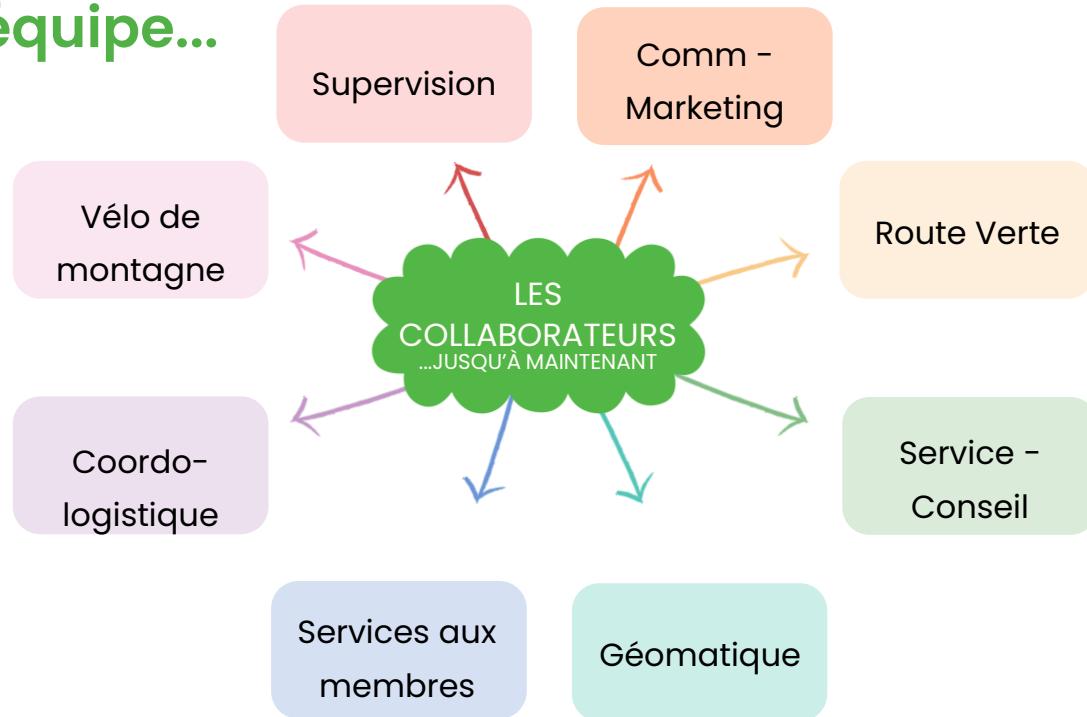 équipe...
Supervision
Comm -
Marketing
Vélo de
montagne
Route Verte
LES
COLLABORATEURS
...JUSQU'À MAINTENANT
Coordo-
logistique
Service -
Conseil
Services aux
membres
Géomatique